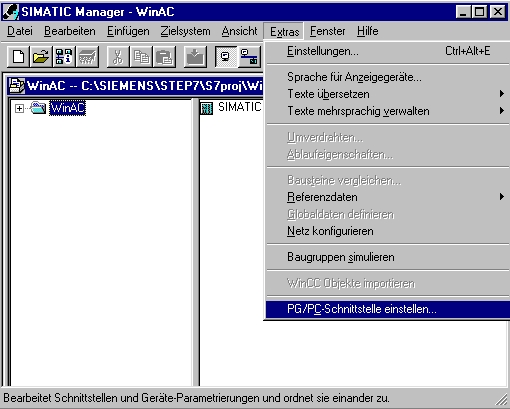 SIMATIC Manager - WinAC
Datei Bearbeiten Einfügen Zielsystem Ansicht Extras Fenster Hilfe
Einstellungen... Ctrl+Alt+E
Sprache für Anzeigegeräte...
Texte übersetzen
Texte mehrsprachig verwalten
Umverdrahten...
Ablaufeigenschaften...
Bausteine vergleichen...
Referenzdaten
Globaldaten definieren
Netz konfigurieren
Baugruppen simulieren
WinCC Objekte importieren
PG/PC-Schnittstelle einstellen...
WinAC -- C:\SIEMENS\STEP7\S7proj\Wi
WinAC
SIMATIC
Bearbeitet Schnittstellen und Geräte-Parametrierungen und ordnet sie einander zu.